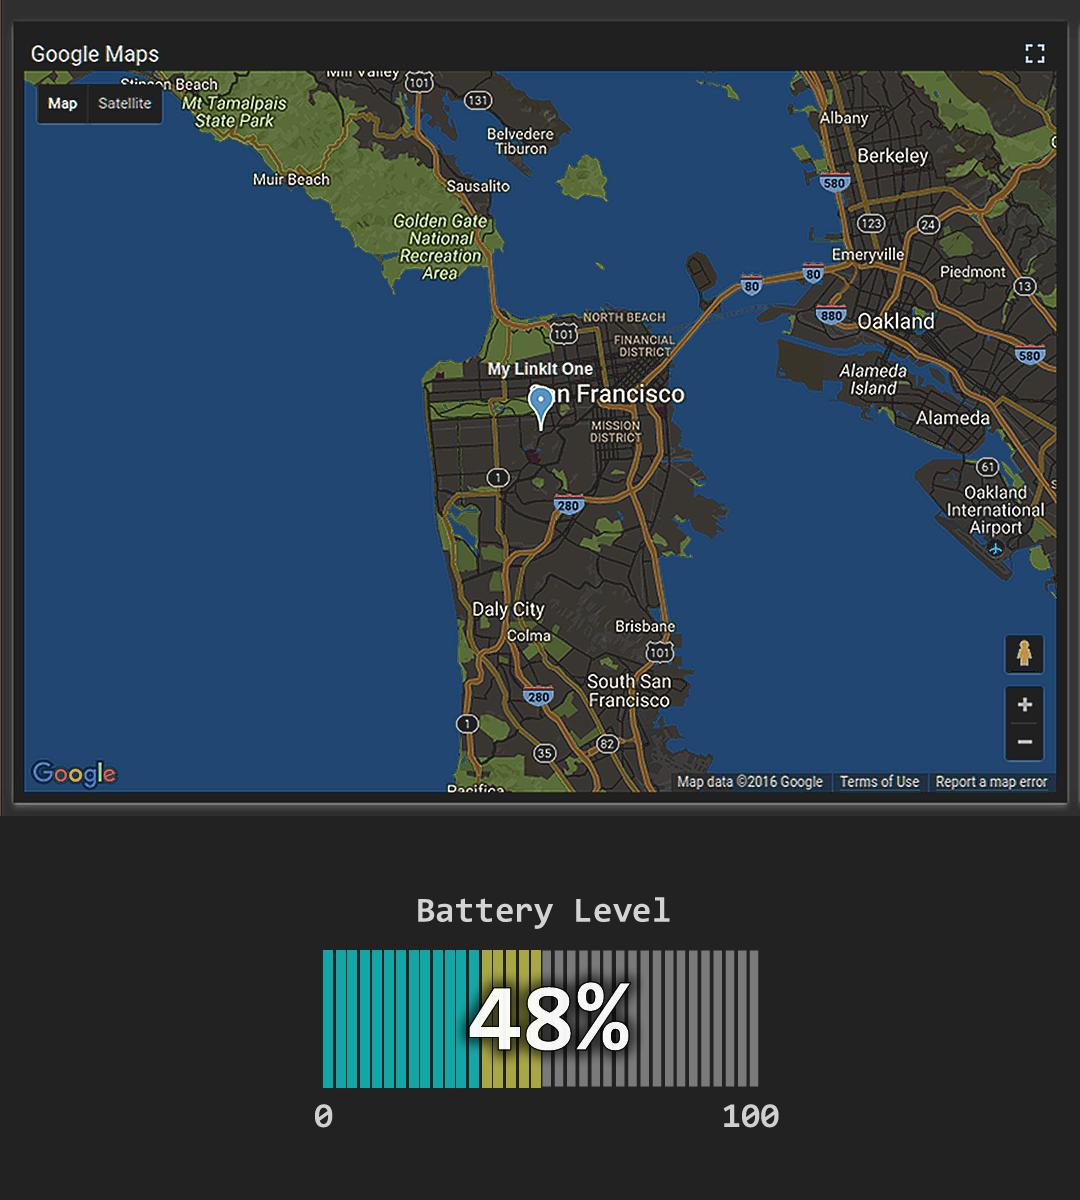 Google Maps
Mill Valley
101
Stinson Beach
Map
Satellite
131
Mt Tamalpais
State Park
Albany
Belvedere
Tiburon
Berkeley
Muir Beach
Sausalito
580
Golden Gate
National
Recreation
Area
123
24
Emeryville
Piedmont
80
80
13
NORTH BEACH
880
Oakland
101
FINANCIAL
DISTRICT
580
My LinkIt One
Alameda
Island
San Francisco
MISSION
DISTRICT
Alameda
61
1
280
Oakland
International
Airport
Daly City
Colma
Brisbane
101
South San
Francisco
280
+
1
35
82
−
Google
Pacifica
Map data ©2016 Google
Terms of Use
Report a map error
Battery Level
48%
0
100